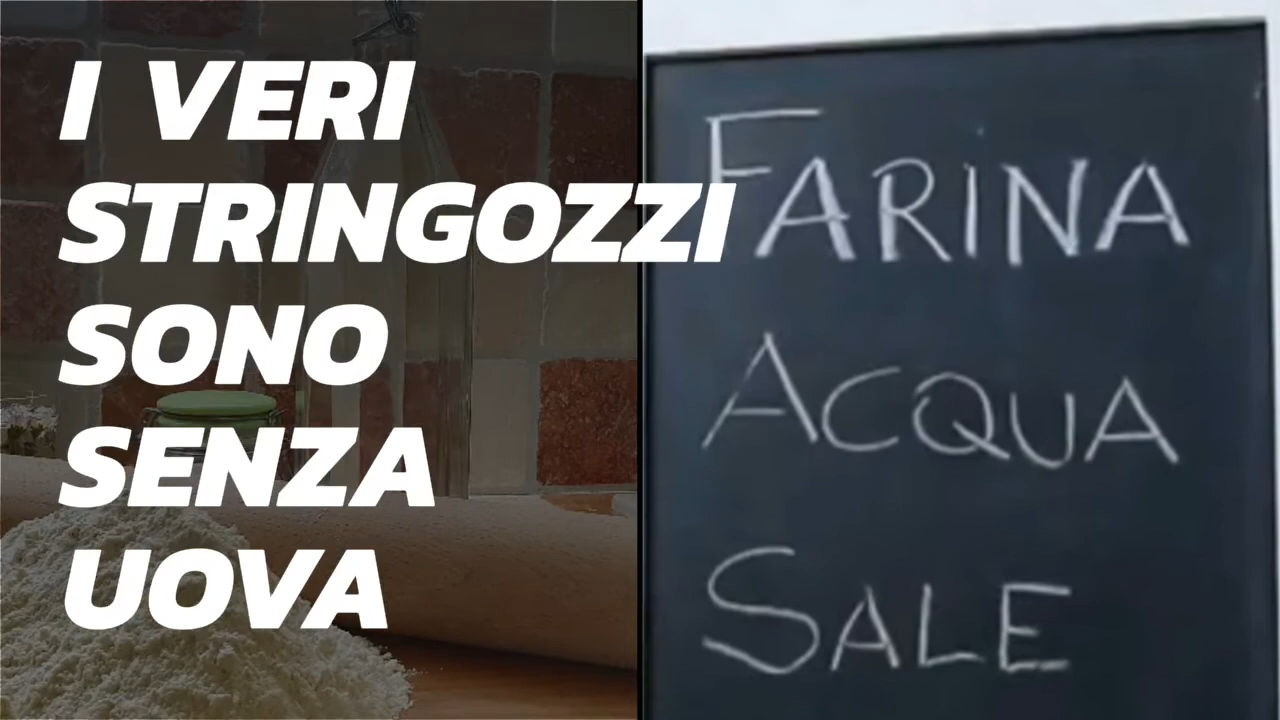 I VERI
STRINGOZZI
SONO
SENZA
UOVA
FARINA
ACQUA
SALE